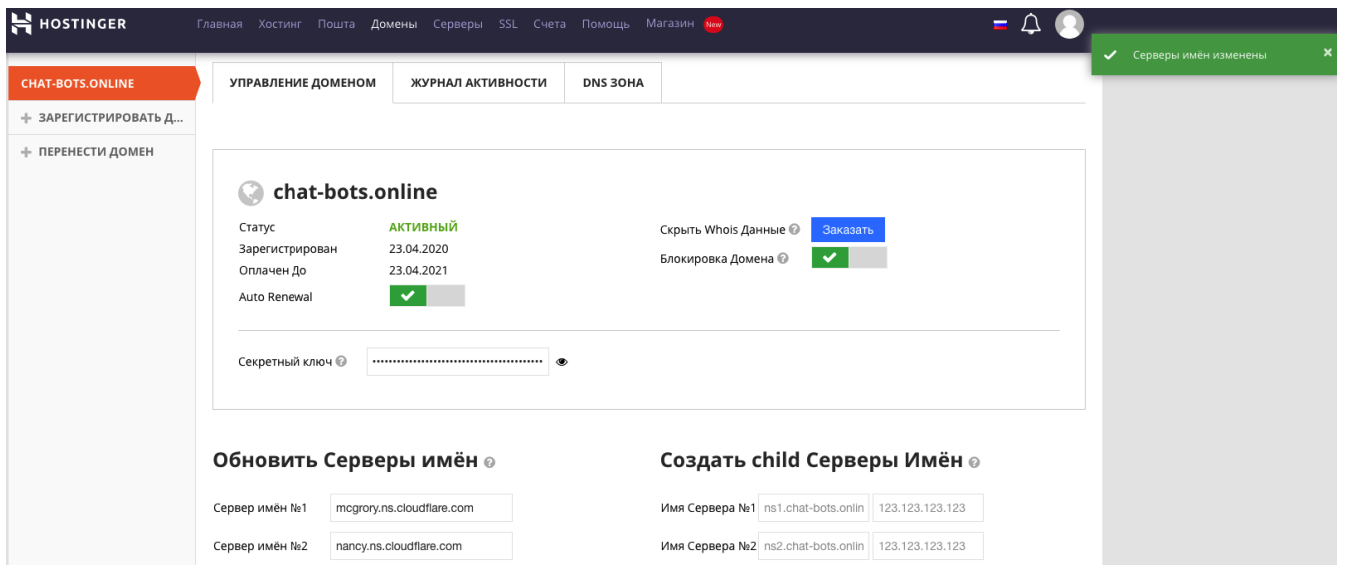 HOSTINGER
Главная Хостинг Почта Домены Серверы SSL Счета Помощь Магазин New
Серверы имён изменены ×
CHAT-BOTS.ONLINE
ЗАРЕГИСТРИРОВАТЬ Д...
ПЕРЕНЕСТИ ДОМЕН
УПРАВЛЕНИЕ ДОМЕНОМ ЖУРНАЛ АКТИВНОСТИ DNS ЗОНА
chat-bots.online
Статус АКТИВНЫЙ
Зарегистрирован 23.04.2020
Оплачен До 23.04.2021
Auto Renewal
Скрыть Whois Данные ? Заказать
Блокировка Домена ?
Секретный ключ ? ••••••••••••••••••••••••••••••••••••••••••
Обновить Серверы имён ?
Сервер имён №1 mcgrory.ns.cloudflare.com
Сервер имён №2 nancy.ns.cloudflare.com
Создать child Серверы Имён ?
Имя Сервера №1 ns1.chat-bots.onlin 123.123.123.123
Имя Сервера №2 ns2.chat-bots.onlin 123.123.123.123